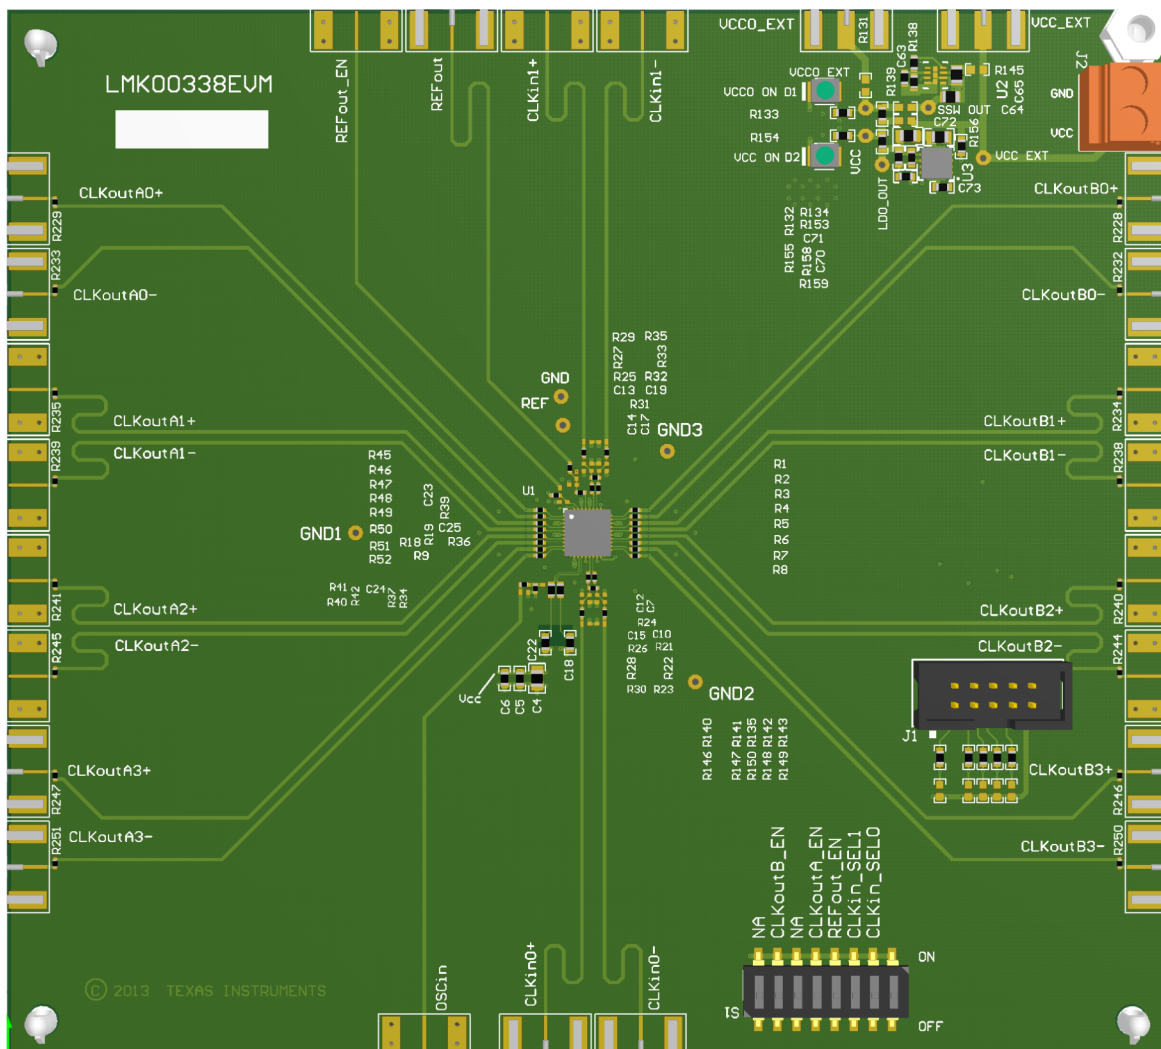 VCCO_EXT
R131
VCC_EXT
J2
LMK00338EVM
REFout_EN
REFout
CLKin1+
CLKin1-
VCCO EXT
VCCO ON D1
R133
R154
VCC ON D2
VCC
R139
C63
R138
R145
U2
C65
C64
SSW OUT
C72
R156
GND
VCC
VCC EXT
U3
C73
LDO_OUT
CLKoutA0+
R229
R233
CLKoutA0-
R132
R134
R153
C71
R155
R158
C70
R159
CLKoutB0+
R228
R232
CLKoutB0-
R29
R35
R27
R33
R25
R32
C13
C19
R31
C14
C17
GND
REF
GND3
R235
CLKoutA1+
R239
CLKoutA1-
R234
CLKoutB1+
R238
CLKoutB1-
R45
R46
R47
R48
R49
R50
R51
R52
C23
R39
C25
R19
R18
R36
R9
U1
GND1
R1
R2
R3
R4
R5
R6
R7
R8
R41
R40
R42
C24
R37
R34
R241
CLKoutA2+
R245
CLKoutA2-
C12
C7
R24
C15
C10
R26
R21
R28
R22
R30
R23
R240
CLKoutB2+
R244
CLKoutB2-
C22
C18
Vcc
C6
C5
C4
GND2
J1
R146
R140
R147
R141
R150
R135
R148
R142
R149
R143
CLKoutA3+
R247
R251
CLKoutA3-
CLKoutB3+
R246
R250
CLKoutB3-
NA
CLKoutB_EN
NA
CLKoutA_EN
REFout_EN
CLKin_SEL1
CLKin_SEL0
ON
OFF
S1
© 2013 TEXAS INSTRUMENTS
OSCin
CLKin0+
CLKin0-